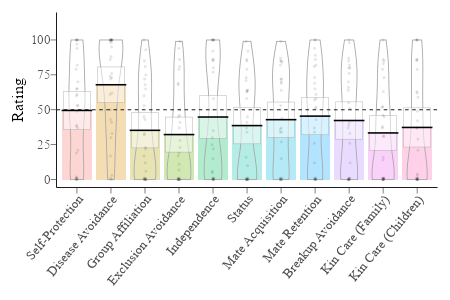 100
75
50
25
0
Rating
Self-Protection
Disease Avoidance
Group Affiliation
Exclusion Avoidance
Independence
Status
Mate Acquisition
Mate Retention
Breakup Avoidance
Kin Care (Family)
Kin Care (Children)